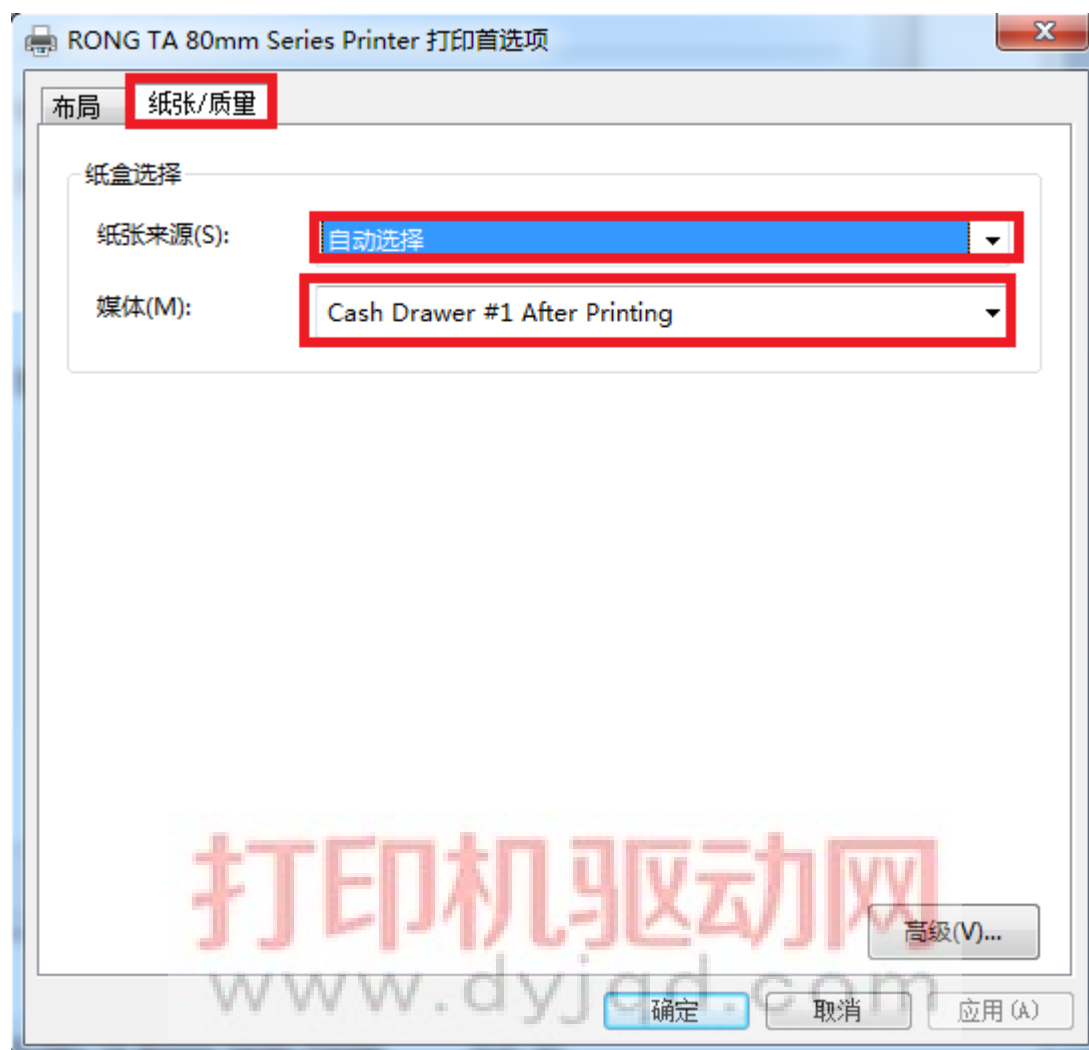 RONG TA 80mm Series Printer 打印首选项
布局 纸张/质量
纸盒选择
纸张来源(S): 自动选择
媒体(M): Cash Drawer #1 After Printing
打印机驱动网
高级(V)...
www.dyjqd.com
确定 取消 应用(A)